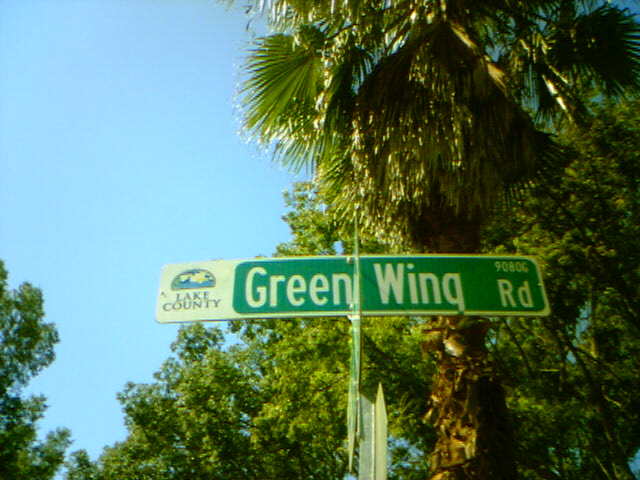 LAKE
COUNTY
Green Wing Rd
9080G